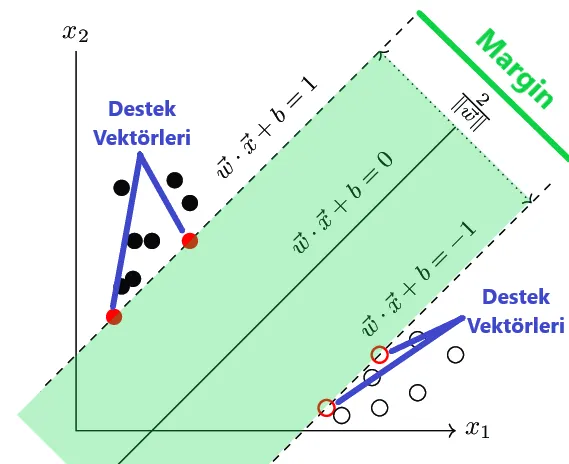 x₂
Margin
Destek
Vektörleri
w⃗ · x⃗ + b = 1
2
‖w⃗‖
w⃗ · x⃗ + b = 0
w⃗ · x⃗ + b = −1
Destek
Vektörleri
x₁